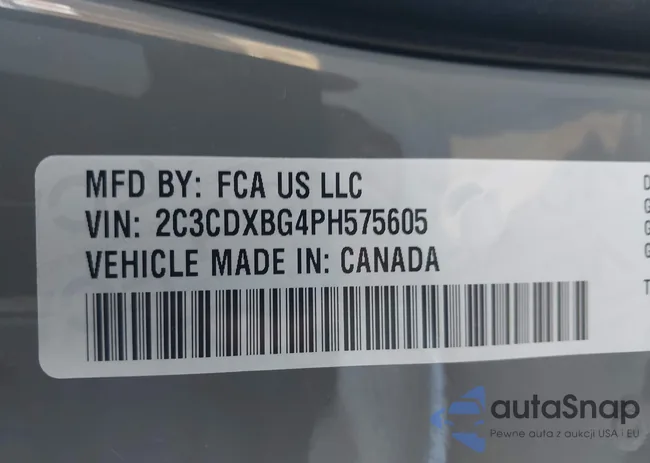 MFD BY: FCA US LLC
VIN: 2C3CDXBG4PH575605
VEHICLE MADE IN: CANADA
D
G
G
G
T
autaSnap
Pewne auta z aukcji USA i EU